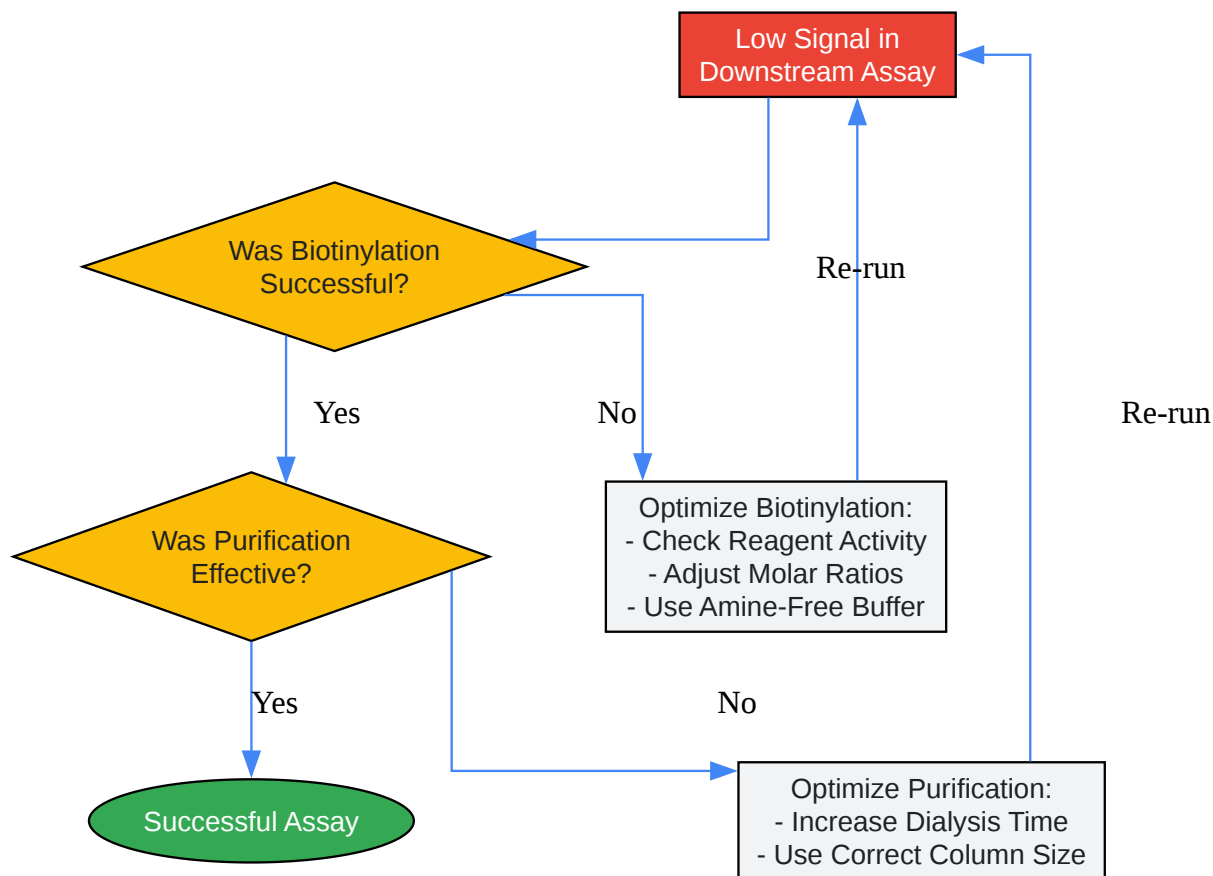 Low Signal in
Downstream Assay
Was Biotinylation
Successful?
Re-run
Yes
No
Re-run
Optimize Biotinylation:
- Check Reagent Activity
- Adjust Molar Ratios
- Use Amine-Free Buffer
Was Purification
Effective?
Yes
No
Successful Assay
Optimize Purification:
- Increase Dialysis Time
- Use Correct Column Size